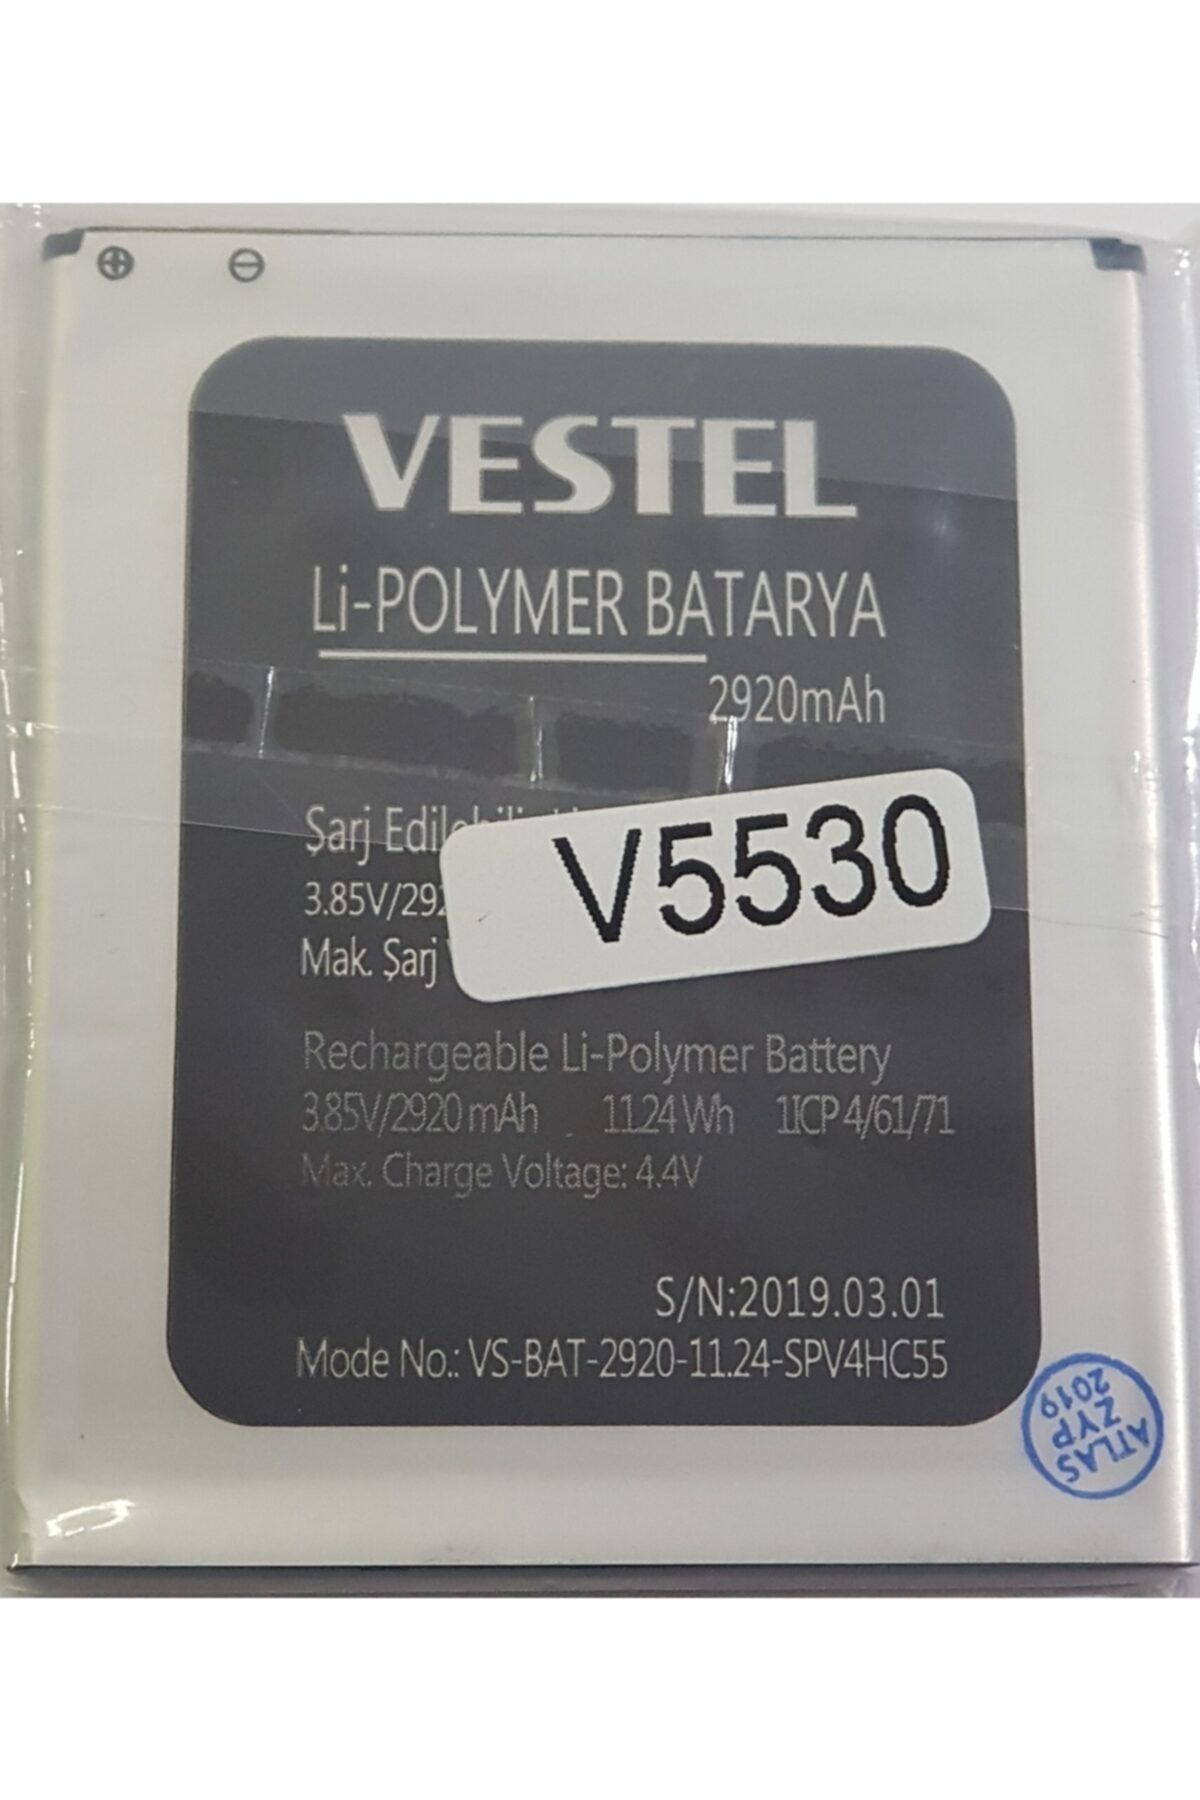 VESTEL
Li-POLYMER BATARYA
2920mAh
Şarj
3.85V/292
Mak. Şarj
V5530
Rechargeable Li-Polymer Battery
3.85V/2920 mAh 11.24 Wh 1ICP 4/61/71
Max. Charge Voltage: 4.4V
S/N:2019.03.01
Mode No.: VS-BAT-2920-11.24-SPV4HC55
ATLAS
ZYP
2019